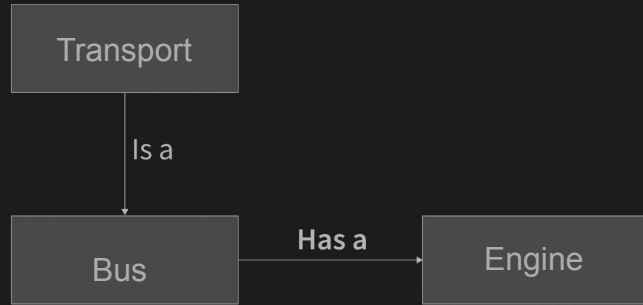 Transport
Is a
Bus
Has a
Engine